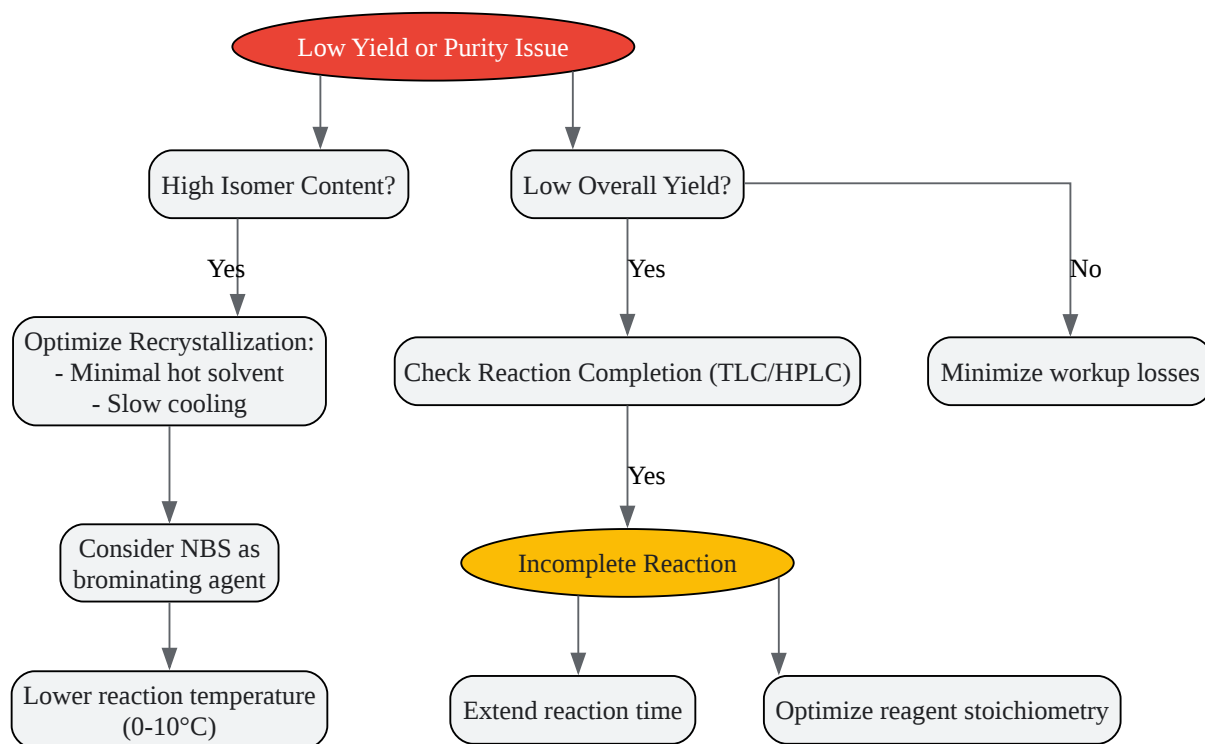 Low Yield or Purity Issue
High Isomer Content?
Low Overall Yield?
Yes
Yes
No
Optimize Recrystallization:
- Minimal hot solvent
- Slow cooling
Check Reaction Completion (TLC/HPLC)
Minimize workup losses
Yes
Consider NBS as
brominating agent
Incomplete Reaction
Lower reaction temperature
(0-10°C)
Extend reaction time
Optimize reagent stoichiometry